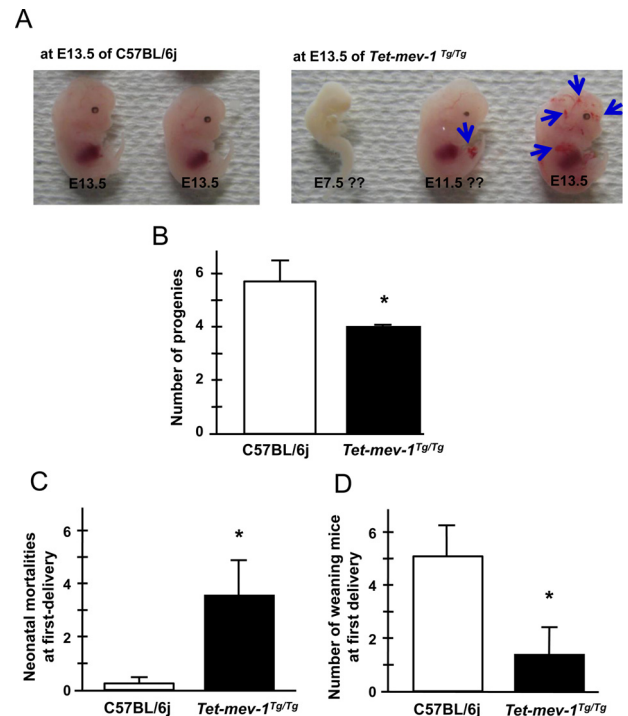 A
at E13.5 of C57BL/6j
at E13.5 of Tet-mev-1 Tg/Tg
E13.5
E13.5
E7.5 ??
E11.5 ??
E13.5
B
Number of progenies
6
4
2
0
*
C57BL/6j
Tet-mev-1Tg/Tg
C
Neonatal mortalities
at first-delivery
6
4
2
0
*
C57BL/6j
Tet-mev-1Tg/Tg
D
Number of weaning mice
at first delivery
6
4
2
0
*
C57BL/6j
Tet-mev-1Tg/Tg